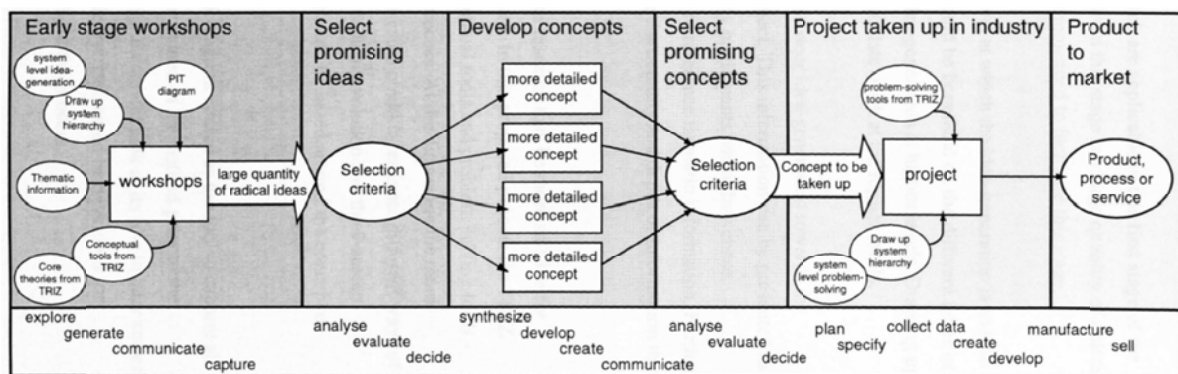 Early stage workshops
system
level idea-
generation
PIT
diagram
Draw up
system
hierarchy
Thematic
information
workshops
large quantity
of radical ideas
Conceptual
tools from
TRIZ
Core
theories from
TRIZ
Select
promising
ideas
Selection
criteria
Develop concepts
more detailed
concept
more detailed
concept
more detailed
concept
more detailed
concept
Select
promising
concepts
Selection
criteria
Concept to be
taken up
Project taken up in industry
problem-solving
tools from TRIZ
project
Draw up
system
hierarchy
system
level problem-
solving
Product
to
market
Product,
process or
service
explore
generate
communicate
capture
analyse
evaluate
decide
synthesize
develop
create
communicate
analyse
evaluate
decide
plan
specify
collect data
create
develop
manufacture
sell